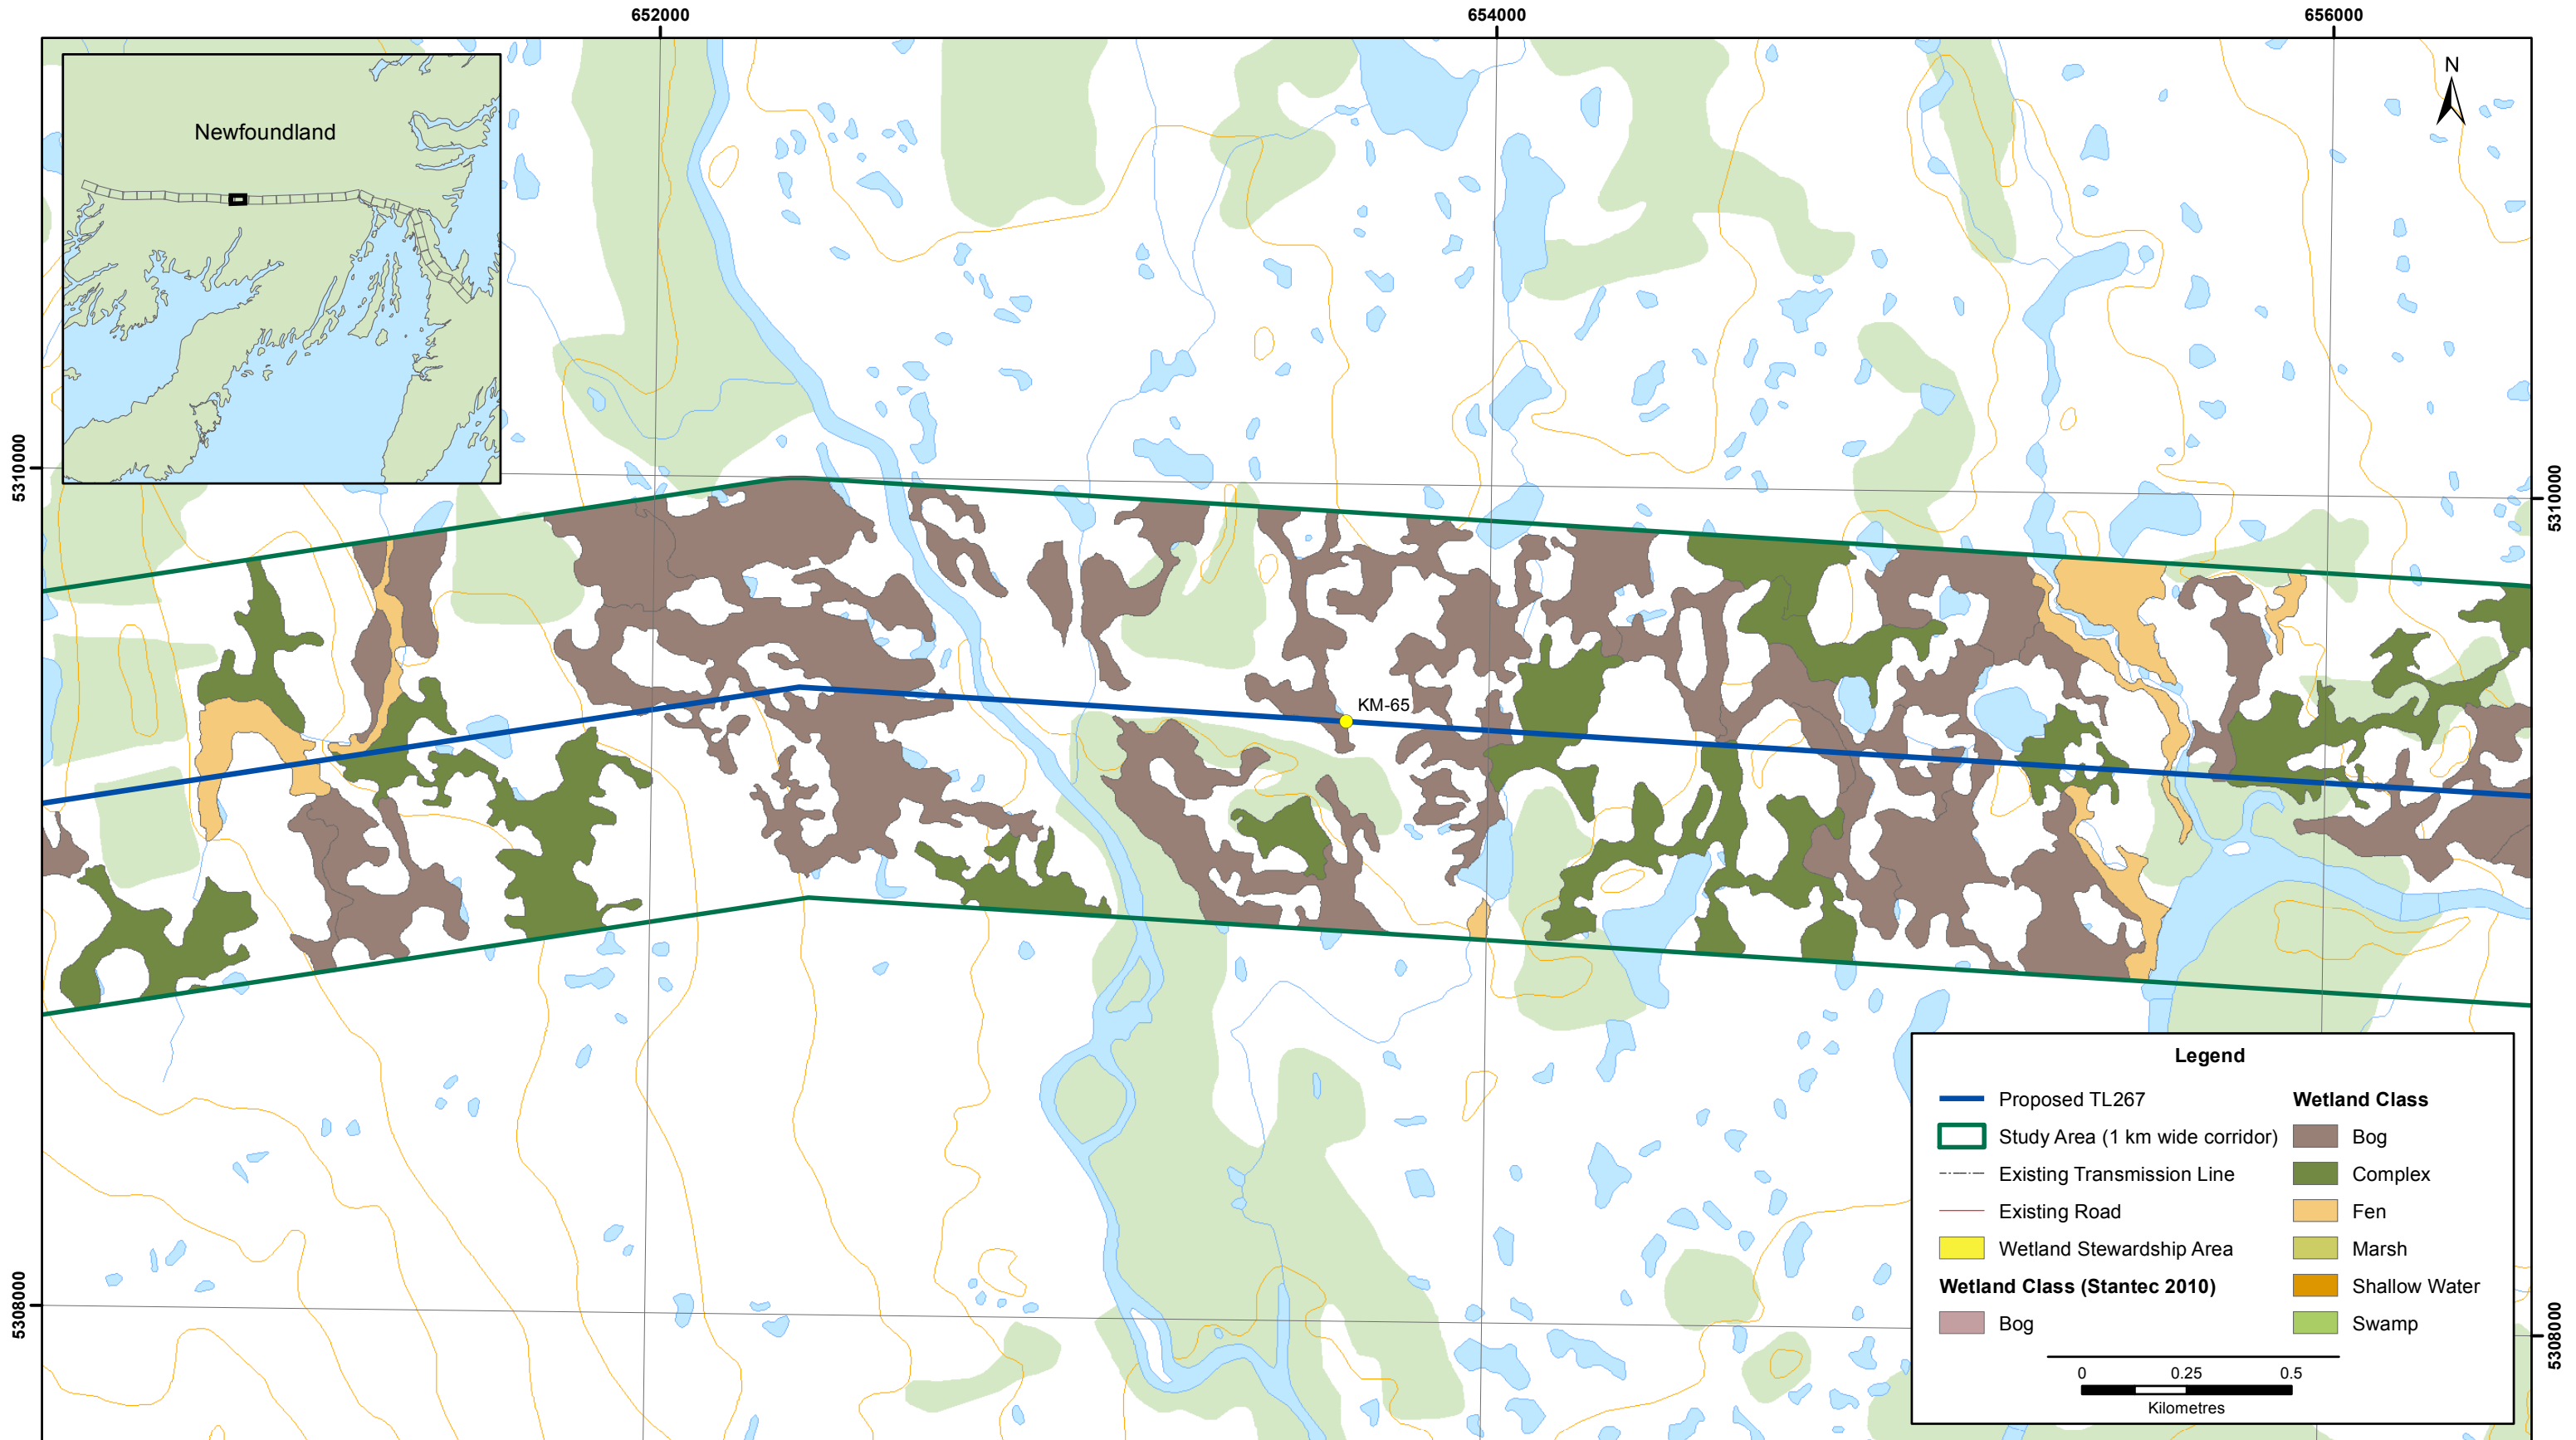 652000
654000
656000
N
Newfoundland
5310000
5310000
KM-65
5308000
5308000
Legend
Proposed TL267
Study Area (1 km wide corridor)
Existing Transmission Line
Existing Road
Wetland Stewardship Area
Wetland Class (Stantec 2010)
Bog
Wetland Class
Bog
Complex
Fen
Marsh
Shallow Water
Swamp
0 0.25 0.5
Kilometres